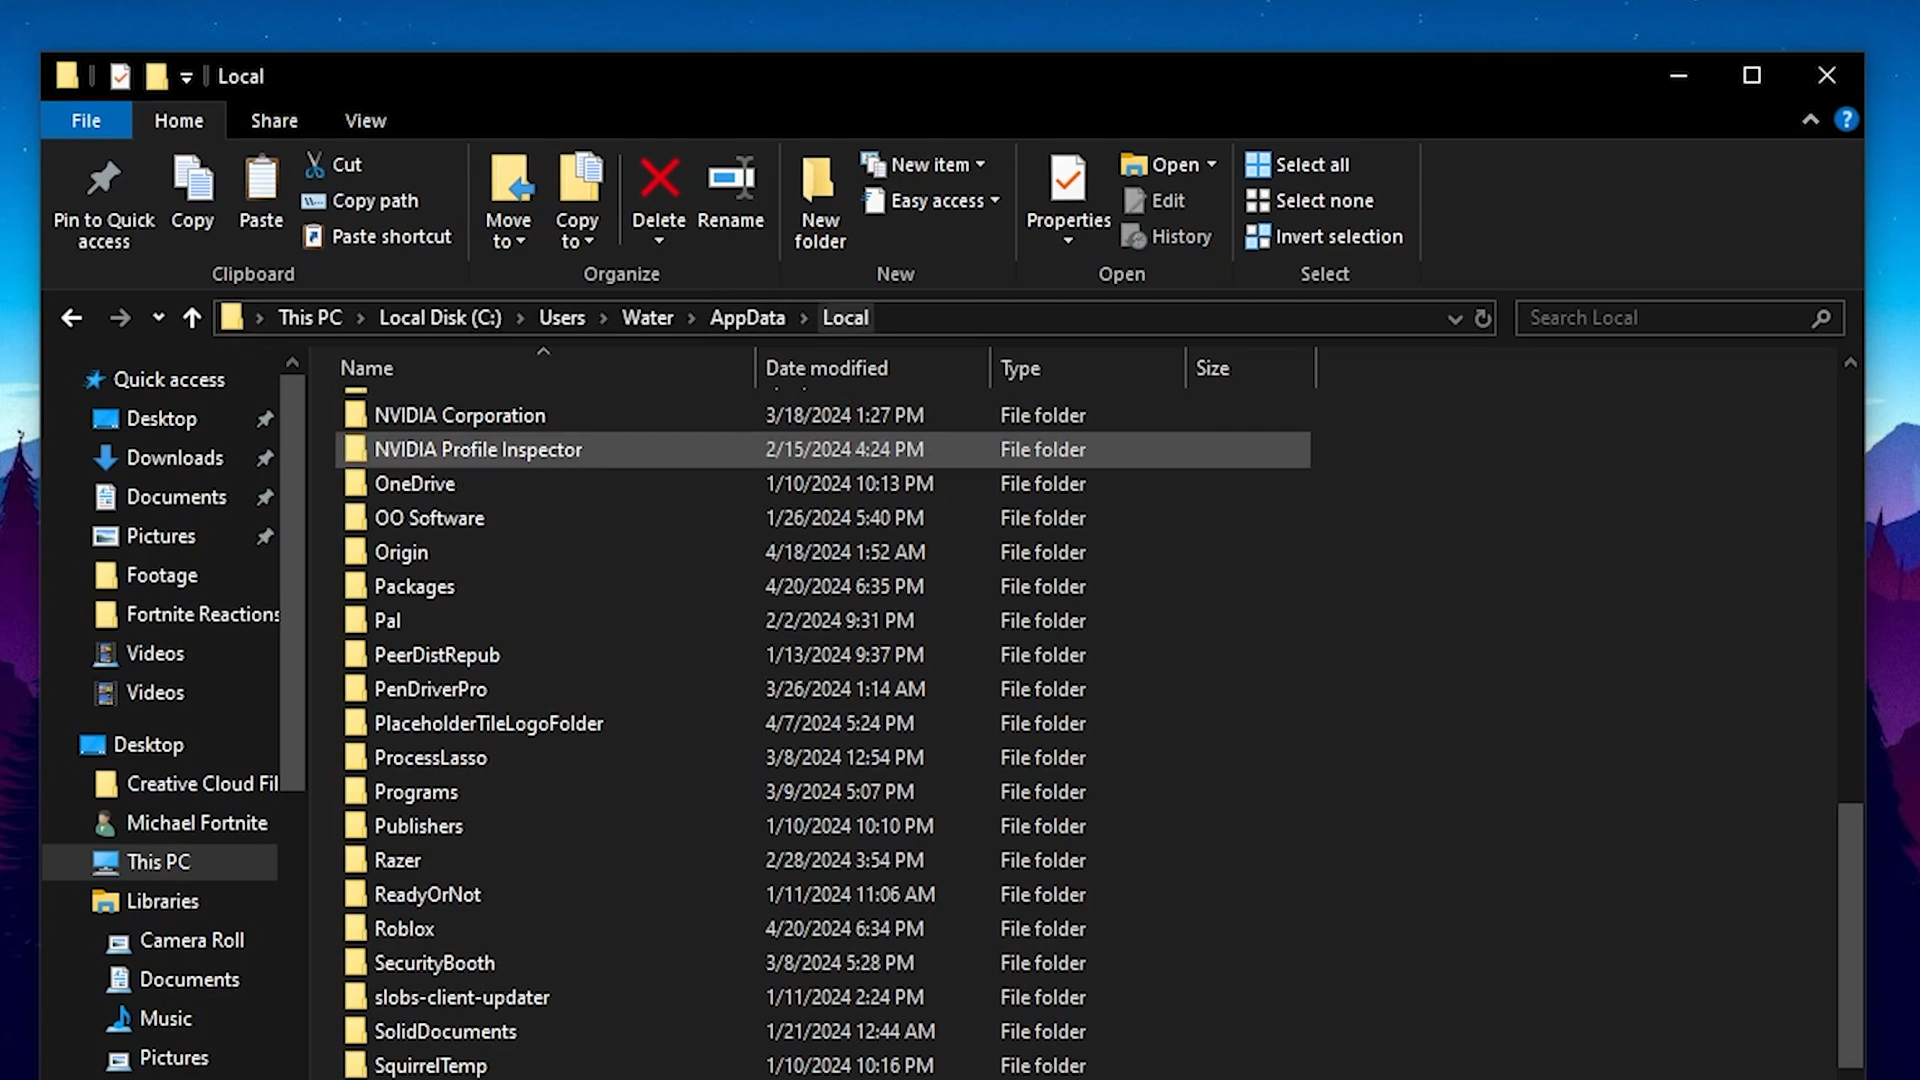 Local
File Home Share View
?
Pin to Quick access
Copy
Paste
Cut
Copy path
Paste shortcut
Clipboard
Move to
Copy to
Delete
Rename
Organize
New folder
New item
Easy access
New
Properties
Open
Edit
History
Open
Select all
Select none
Invert selection
Select
This PC > Local Disk (C:) > Users > Water > AppData > Local
Search Local
Quick access
Desktop
Downloads
Documents
Pictures
Footage
Fortnite Reactions
Videos
Videos
Desktop
Creative Cloud Fil
Michael Fortnite
This PC
Libraries
Camera Roll
Documents
Music
Pictures
Name Date modified Type Size
NVIDIA Corporation 3/18/2024 1:27 PM File folder
NVIDIA Profile Inspector 2/15/2024 4:24 PM File folder
OneDrive 1/10/2024 10:13 PM File folder
OO Software 1/26/2024 5:40 PM File folder
Origin 4/18/2024 1:52 AM File folder
Packages 4/20/2024 6:35 PM File folder
Pal 2/2/2024 9:31 PM File folder
PeerDistRepub 1/13/2024 9:37 PM File folder
PenDriverPro 3/26/2024 1:14 AM File folder
PlaceholderTileLogoFolder 4/7/2024 5:24 PM File folder
ProcessLasso 3/8/2024 12:54 PM File folder
Programs 3/9/2024 5:07 PM File folder
Publishers 1/10/2024 10:10 PM File folder
Razer 2/28/2024 3:54 PM File folder
ReadyOrNot 1/11/2024 11:06 AM File folder
Roblox 4/20/2024 6:34 PM File folder
SecurityBooth 3/8/2024 5:28 PM File folder
slobs-client-updater 1/11/2024 2:24 PM File folder
SolidDocuments 1/21/2024 12:44 AM File folder
SquirrelTemp 1/10/2024 10:16 PM File folder